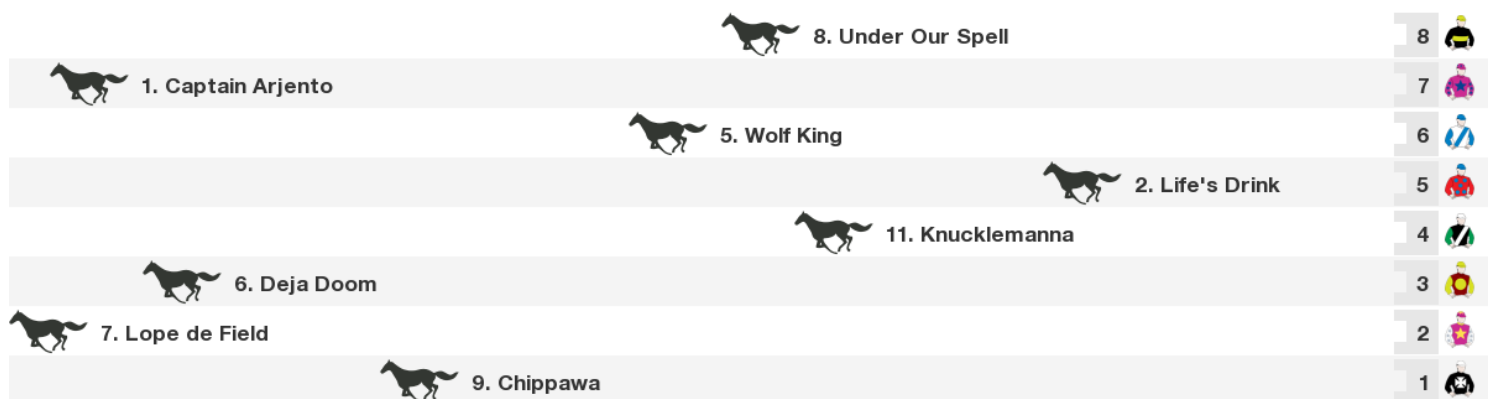 8. Under Our Spell 8
1. Captain Arjento 7
5. Wolf King 6
2. Life's Drink 5
11. Knucklemanna 4
6. Deja Doom 3
7. Lope de Field 2
9. Chippawa 1